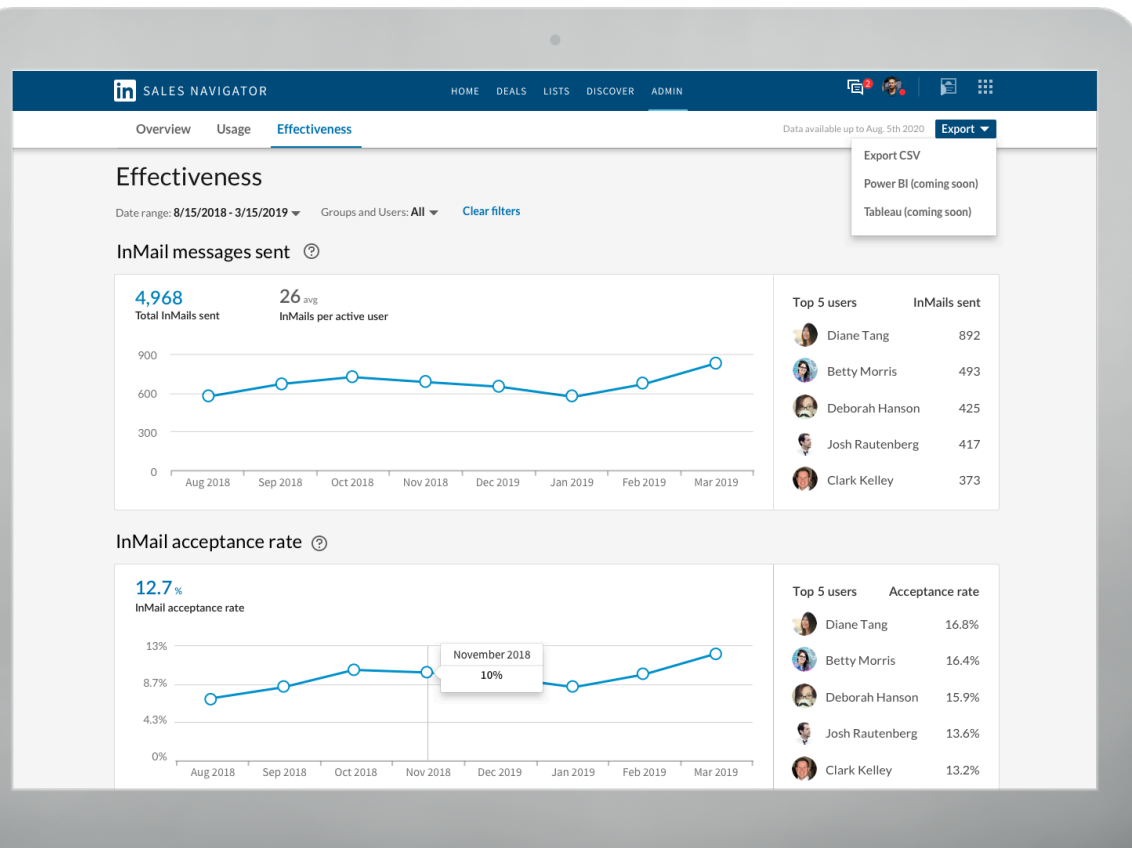 in SALES NAVIGATOR HOME DEALS LISTS DISCOVER ADMIN 2
Overview Usage Effectiveness Data available up to Aug. 5th 2020 Export
Export CSV
Power BI (coming soon)
Tableau (coming soon)
Effectiveness
Date range: 8/15/2018 - 3/15/2019 Groups and Users: All Clear filters
InMail messages sent ?
4,968 26 avg
Total InMails sent InMails per active user
900
600
300
0
Aug 2018 Sep 2018 Oct 2018 Nov 2018 Dec 2019 Jan 2019 Feb 2019 Mar 2019
Top 5 users InMails sent
Diane Tang 892
Betty Morris 493
Deborah Hanson 425
Josh Rautenberg 417
Clark Kelley 373
InMail acceptance rate ?
12.7 %
InMail acceptance rate
13%
8.7%
4.3%
0%
November 2018
10%
Aug 2018 Sep 2018 Oct 2018 Nov 2018 Dec 2019 Jan 2019 Feb 2019 Mar 2019
Top 5 users Acceptance rate
Diane Tang 16.8%
Betty Morris 16.4%
Deborah Hanson 15.9%
Josh Rautenberg 13.6%
Clark Kelley 13.2%